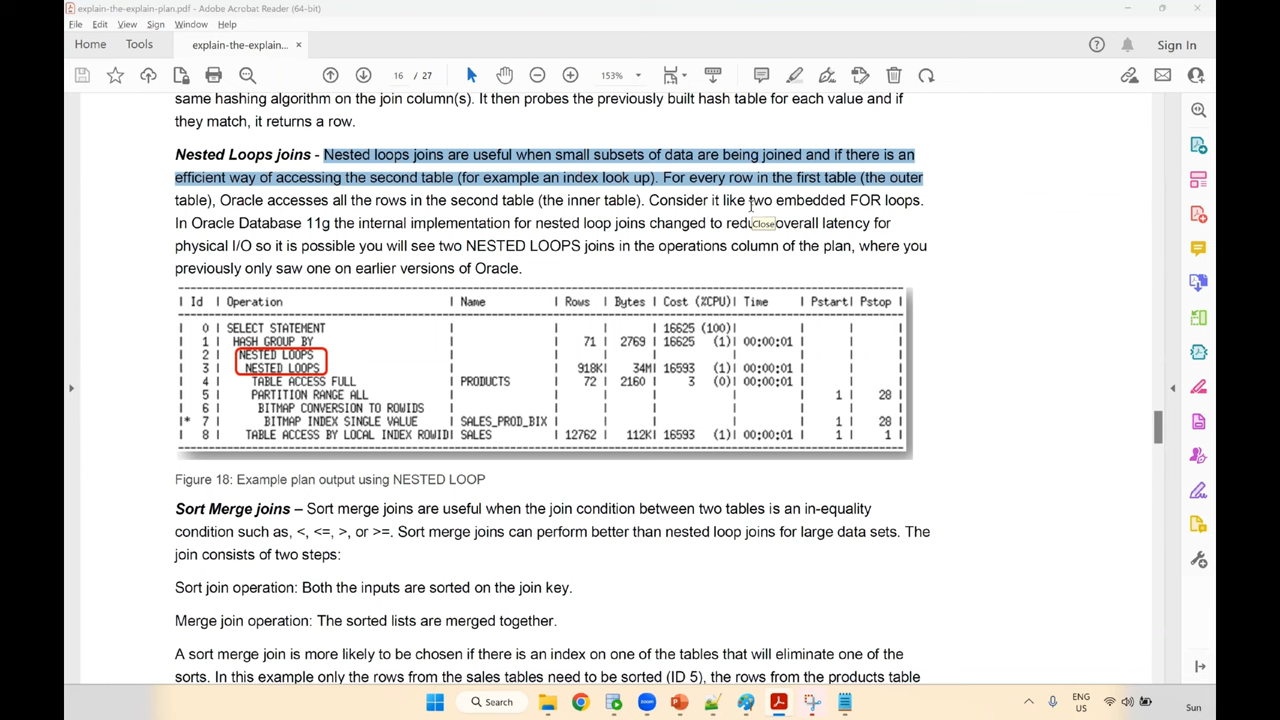 explain-the-explain-plan.pdf - Adobe Acrobat Reader (64-bit)
File Edit View Sign Window Help
Home Tools explain-the-explain... × Sign In
16 / 27 153%
same hashing algorithm on the join column(s). It then probes the previously built hash table for each value and if
they match, it returns a row.
Nested Loops joins - Nested loops joins are useful when small subsets of data are being joined and if there is an
efficient way of accessing the second table (for example an index look up). For every row in the first table (the outer
table), Oracle accesses all the rows in the second table (the inner table). Consider it like two embedded FOR loops.
In Oracle Database 11g the internal implementation for nested loop joins changed to redu Close overall latency for
physical I/O so it is possible you will see two NESTED LOOPS joins in the operations column of the plan, where you
previously only saw one on earlier versions of Oracle.
| Id | Operation | Name | Rows | Bytes | Cost (%CPU)| Time | Pstart| Pstop |
| 0 | SELECT STATEMENT | | | | 16625 (100)| | | |
| 1 | HASH GROUP BY | | 71 | 2769 | 16625 (1)| 00:00:01 | | |
| 2 | NESTED LOOPS | | | | | | | |
| 3 | NESTED LOOPS | | 918K| 34M| 16593 (1)| 00:00:01 | | |
| 4 | TABLE ACCESS FULL | PRODUCTS | 72 | 2160 | 3 (0)| 00:00:01 | | |
| 5 | PARTITION RANGE ALL | | | | | | 1 | 28 |
| 6 | BITMAP CONVERSION TO ROWIDS | | | | | | | |
|* 7 | BITMAP INDEX SINGLE VALUE | SALES_PROD_BIX | | | | | 1 | 28 |
| 8 | TABLE ACCESS BY LOCAL INDEX ROWID| SALES | 12762 | 112K| 16593 (1)| 00:00:01 | 1 | 1 |
Figure 18: Example plan output using NESTED LOOP
Sort Merge joins – Sort merge joins are useful when the join condition between two tables is an in-equality
condition such as, <, <=, >, or >=. Sort merge joins can perform better than nested loop joins for large data sets. The
join consists of two steps:
Sort join operation: Both the inputs are sorted on the join key.
Merge join operation: The sorted lists are merged together.
A sort merge join is more likely to be chosen if there is an index on one of the tables that will eliminate one of the
sorts. In this example only the rows from the sales tables need to be sorted (ID 5), the rows from the products table
Search ENG
US Sun